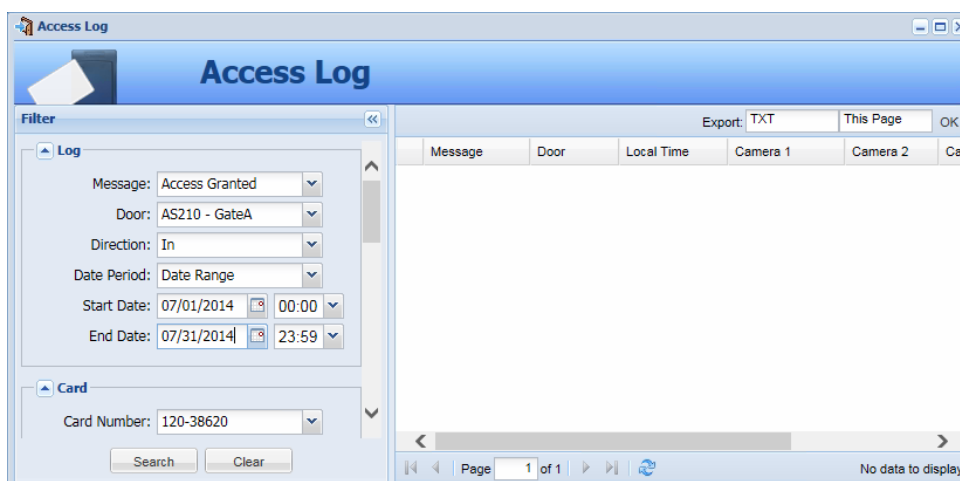 Access Log
Access Log
Filter
Log
Message: Access Granted
Door: AS210 - GateA
Direction: In
Date Period: Date Range
Start Date: 07/01/2014 00:00
End Date: 07/31/2014 23:59
Card
Card Number: 120-38620
Search Clear
Export: TXT This Page OK
Message Door Local Time Camera 1 Camera 2 Ca
Page 1 of 1 No data to display